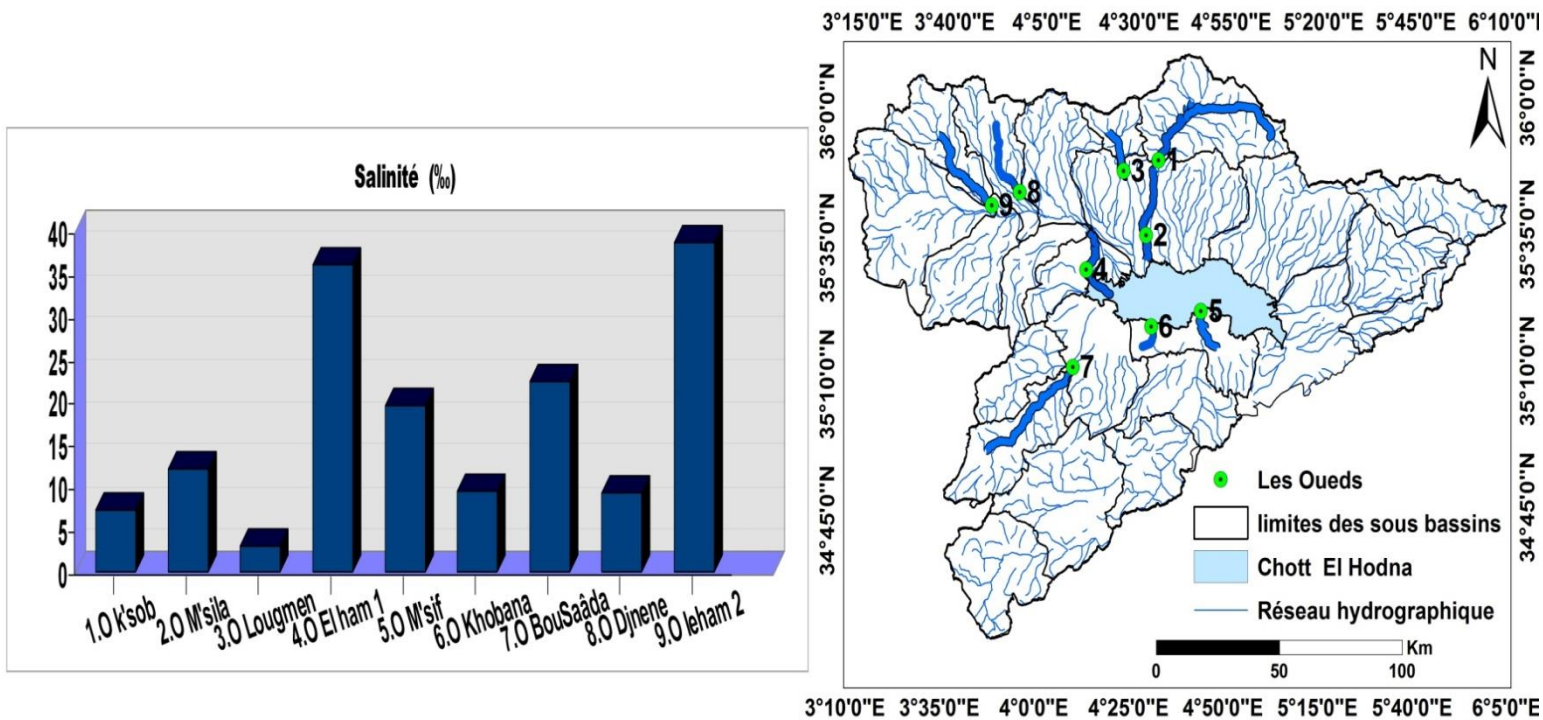 Salinité (‰)
40
35
30
25
20
15
10
5
0
1.O k'sob
2.O M'sila
3.O Lougmen
4.O El ham 1
5.O M'sif
6.O Khobana
7.O BouSaâda
8.O Djnene
9.O leham 2
3°15'0"E 3°40'0"E 4°5'0"E 4°30'0"E 4°55'0"E 5°20'0"E 5°45'0"E 6°10'0"E
36°0'0"N
35°35'0"N
35°10'0"N
34°45'0"N
36°0'0"N
35°35'0"N
35°10'0"N
34°45'0"N
N
1
3
8
9
2
4
5
6
7
Les Oueds
limites des sous bassins
Chott El Hodna
Réseau hydrographique
Km
0 50 100
3°10'0"E 3°35'0"E 4°0'0"E 4°25'0"E 4°50'0"E 5°15'0"E 5°40'0"E 6°5'0"E